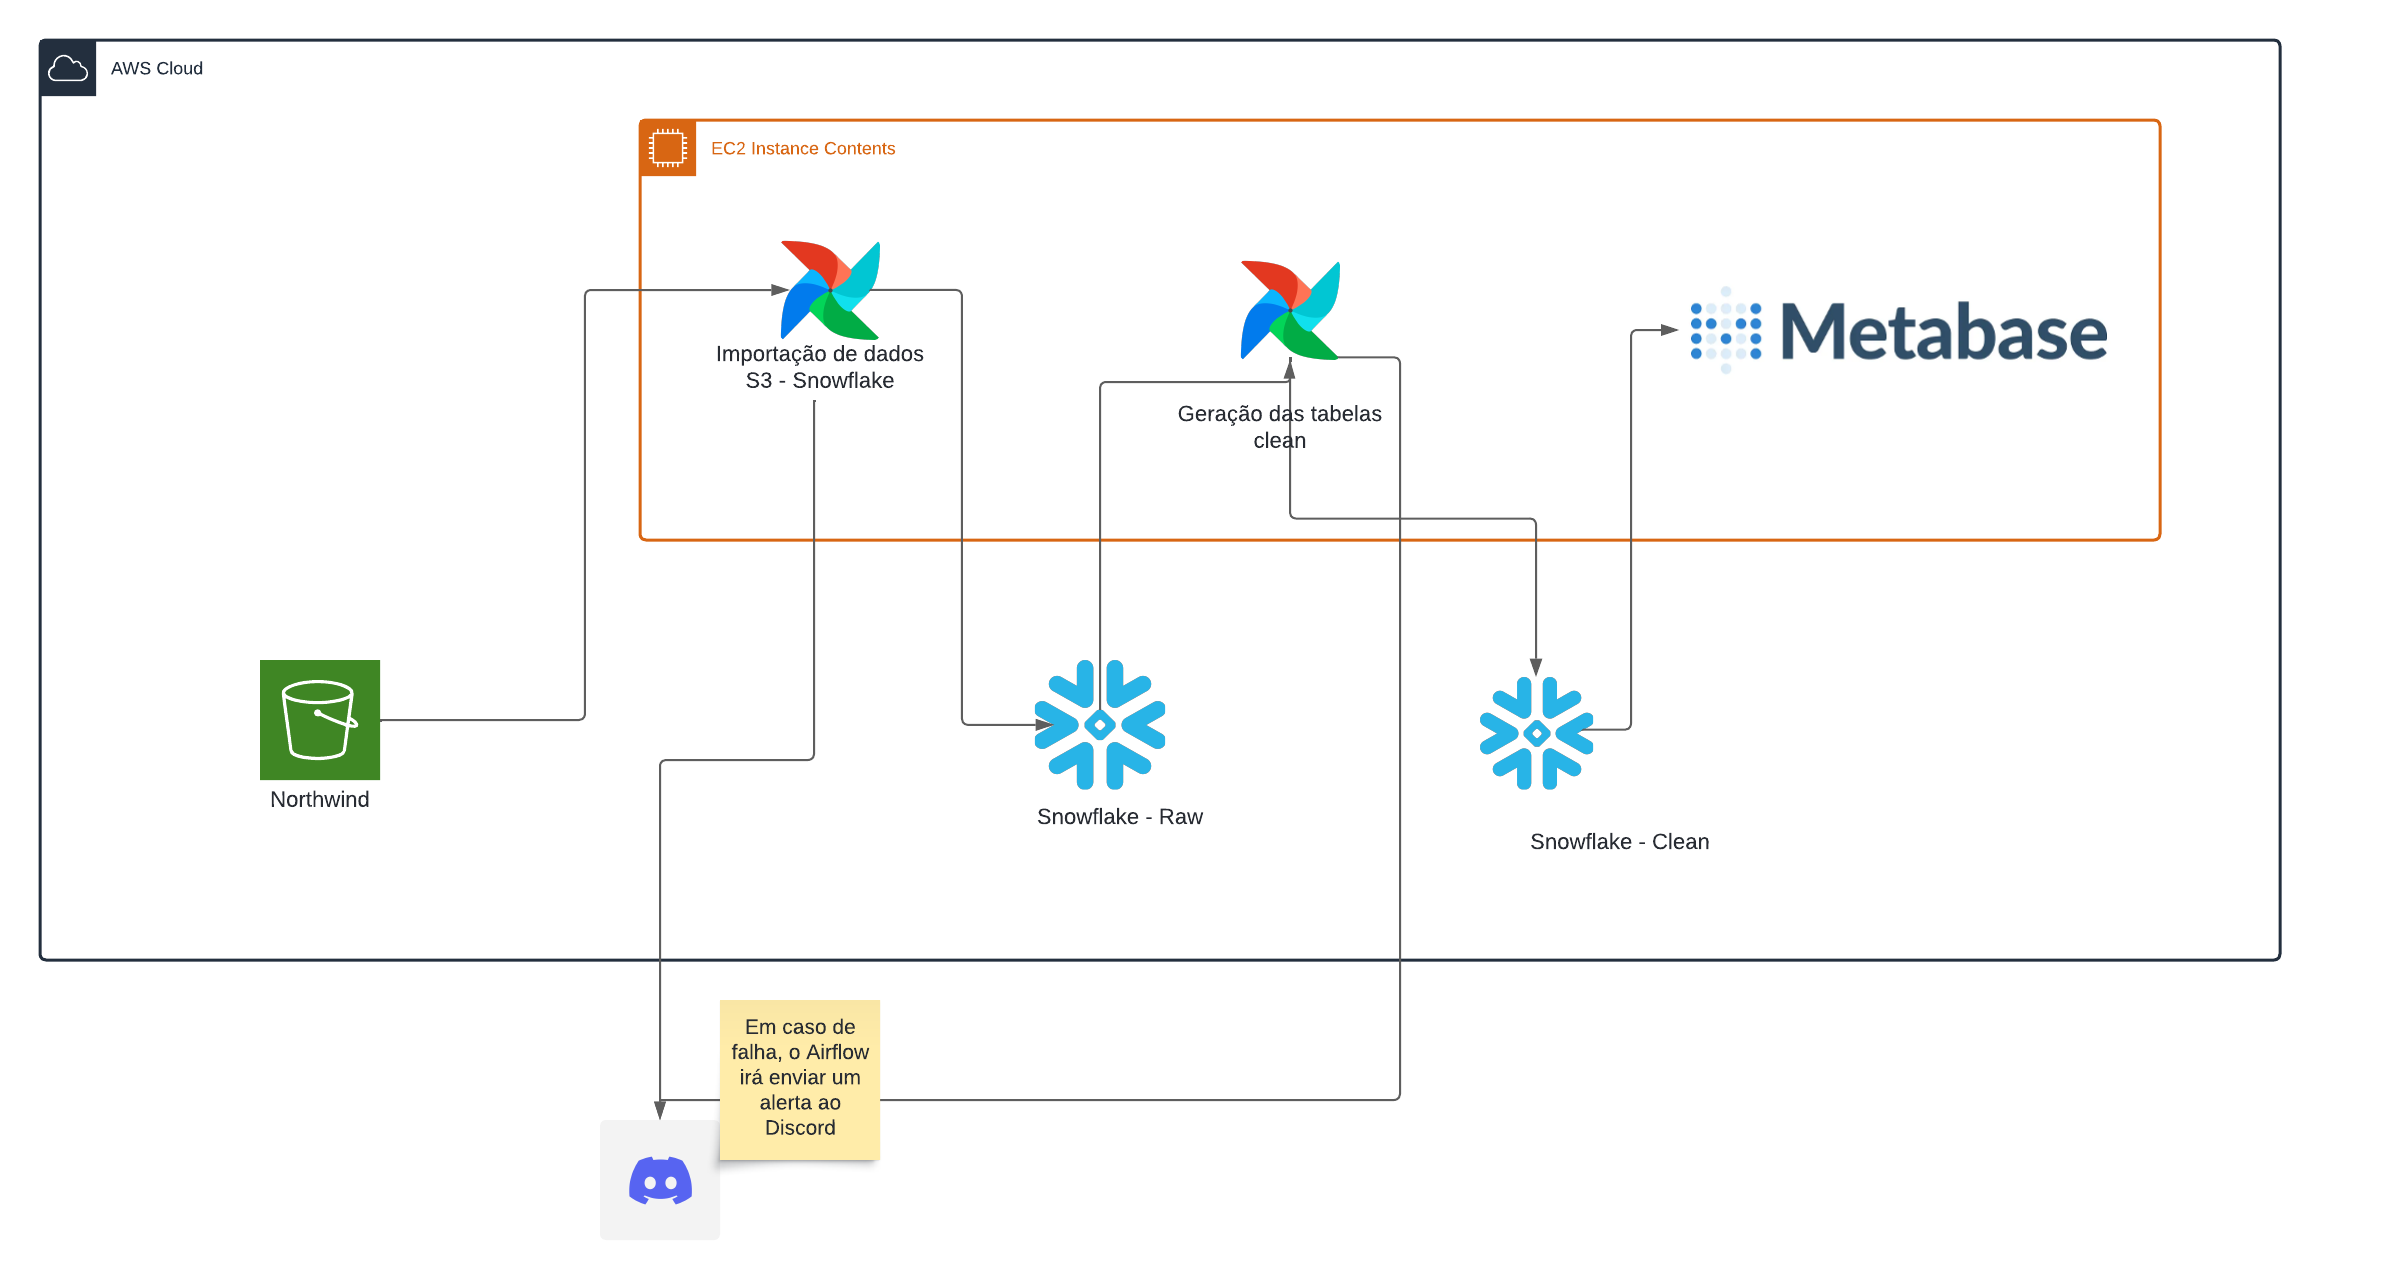 AWS Cloud
EC2 Instance Contents
Importação de dados
S3 - Snowflake
Geração das tabelas
clean
Metabase
Northwind
Snowflake - Raw
Snowflake - Clean
Em caso de
falha, o Airflow
irá enviar um
alerta ao
Discord